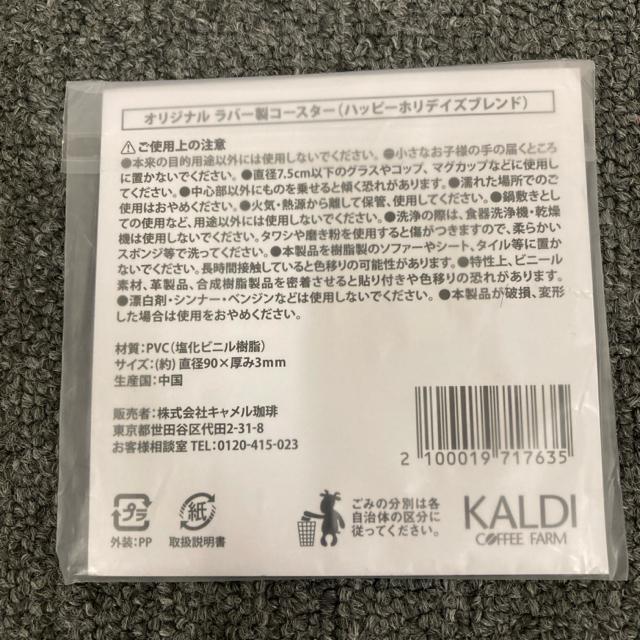 オリジナル ラバー製コースター(ハッピーホリデイズブレンド)
⚠ご使用上の注意
●本来の目的用途以外には使用しないでください。●小さなお子様の手の届くところ
に置かないでください。●直径7.5cm以下のグラスやコップ、マグカップなどに使用し
てください。●中心部以外にものを乗せると傾く恐れがあります。●濡れた場所でのご
使用はおやめください。●火気・熱源から離して保管、使用してください。●鍋敷きとし
ての使用など、用途以外には使用しないでください。●洗浄の際は、食器洗浄機・乾燥
機は使用しないでください。タワシや磨き粉を使用すると傷がつきますので、柔らかい
スポンジ等で洗ってください。●本製品を樹脂製のソファーやシート、タイル等に置か
ないでください。長時間接触していると色移りの可能性があります。●特性上、ビニール
素材、革製品、合成樹脂製品を密着させると貼り付きや色移りの恐れがあります。
●漂白剤・シンナー・ベンジンなどは使用しないでください。●本製品が破損、変形
した場合は使用をおやめください。
材質:PVC(塩化ビニル樹脂)
サイズ:(約)直径90×厚み3mm
生産国:中国
販売者:株式会社キャメル珈琲
東京都世田谷区代田2-31-8
お客様相談室 TEL:0120-415-023
2 100019 717635
プラ
外装:PP
紙
取扱説明書
ごみの分別は各
自治体の区分に
従ってください。
KALDI
COFFEE FARM